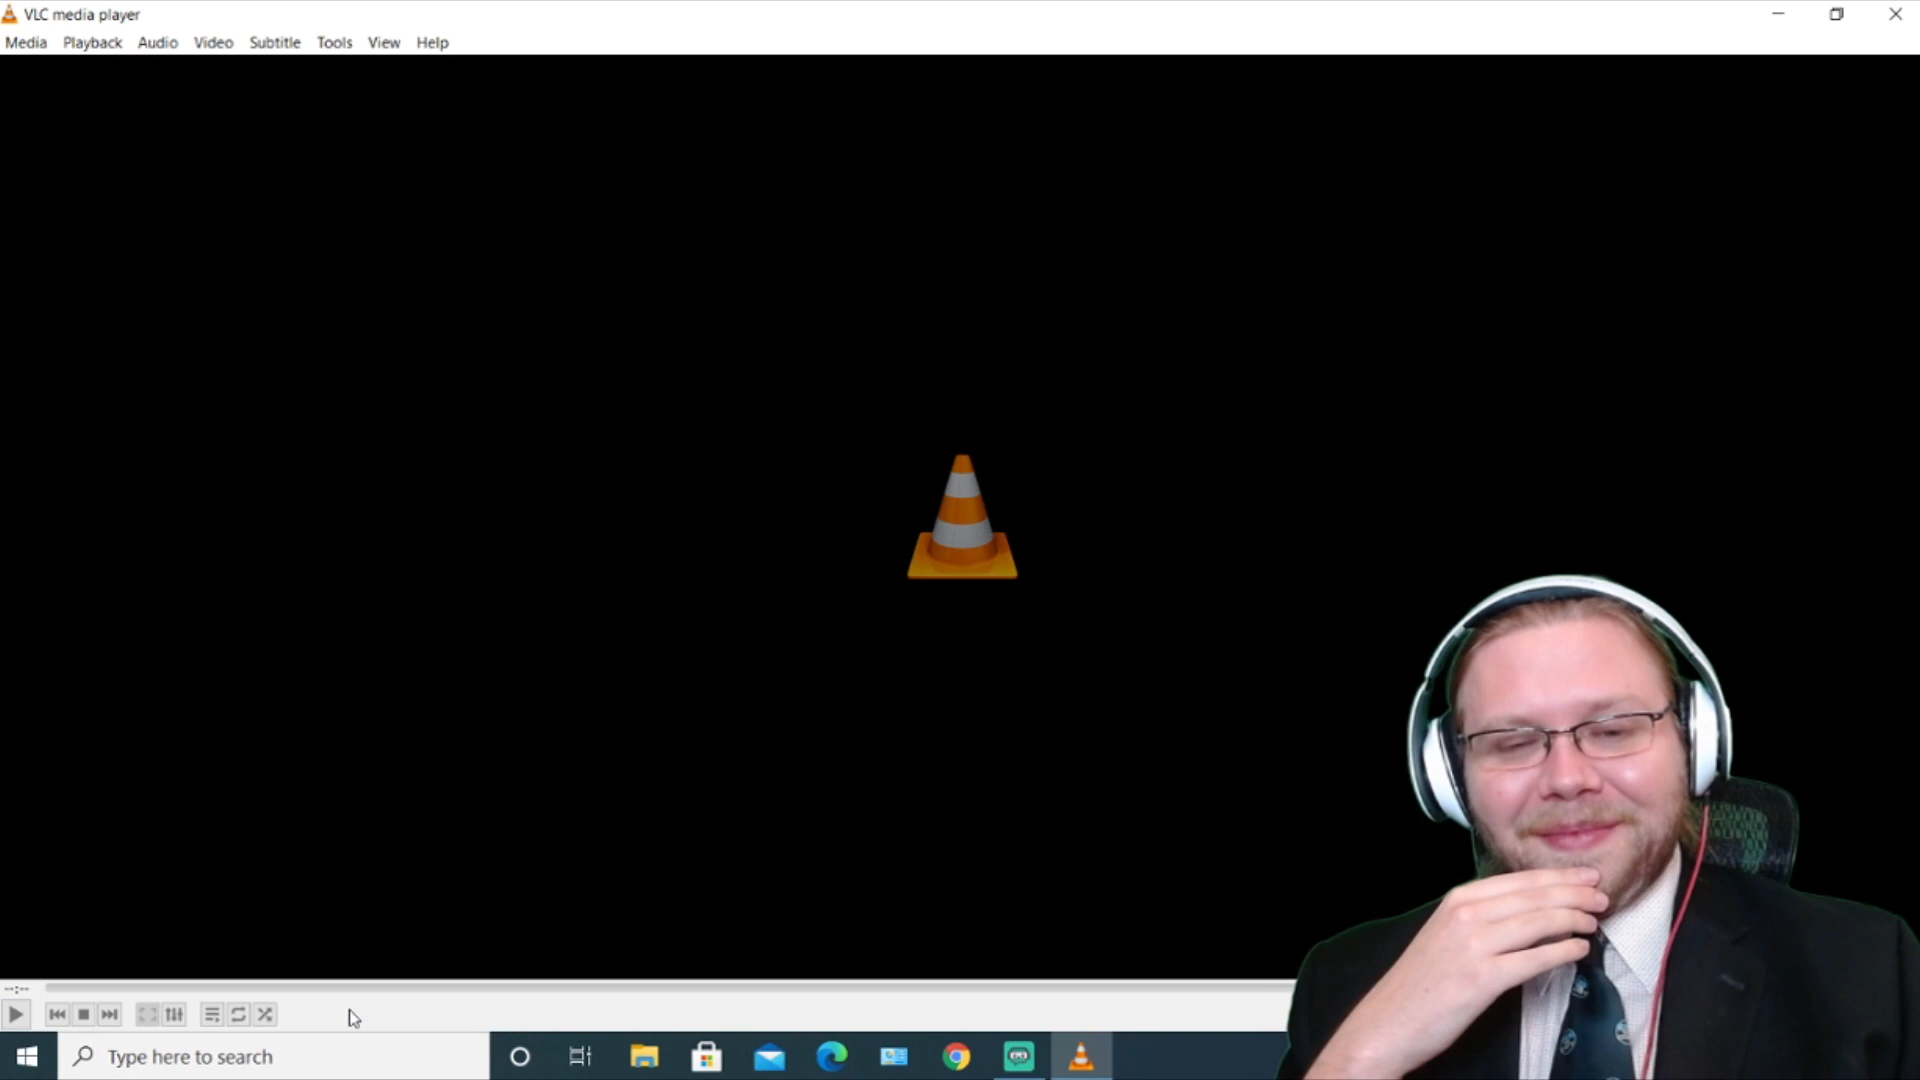 VLC media player
Media Playback Audio Video Subtitle Tools View Help
--:--
Type here to search